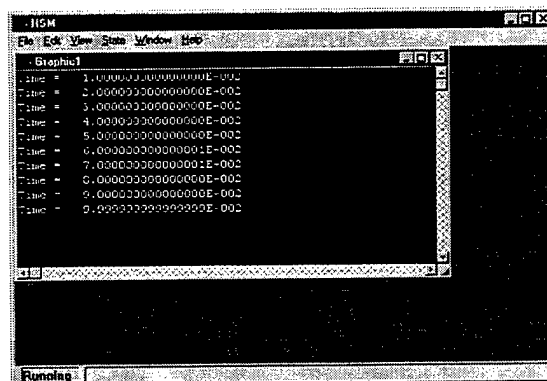 HSM
File Edit View State Window Help
Graphic1
Time = 1.000000000000000E-002
Time = 2.000000000000000E-002
Time = 3.000000000000000E-002
Time = 4.000000000000000E-002
Time = 5.000000000000000E-002
Time = 6.000000000000001E-002
Time = 7.000000000000001E-002
Time = 8.000000000000000E-002
Time = 9.000000000000000E-002
Time = 9.999999999999999E-002
Running